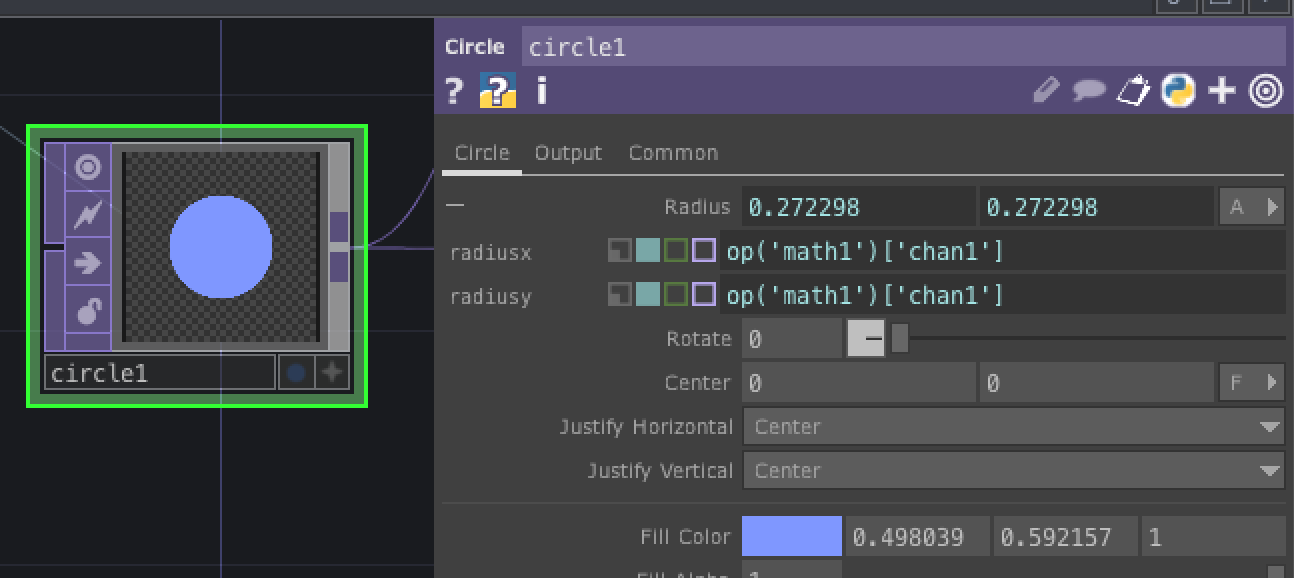 Circle circle1
? ? i
Circle Output Common
Radius 0.272298 0.272298 A
radiusx op('math1')['chan1']
radiusy op('math1')['chan1']
Rotate 0
circle1
Center 0 0 F
Justify Horizontal Center
Justify Vertical Center
Fill Color 0.498039 0.592157 1
Fill Alpha 1